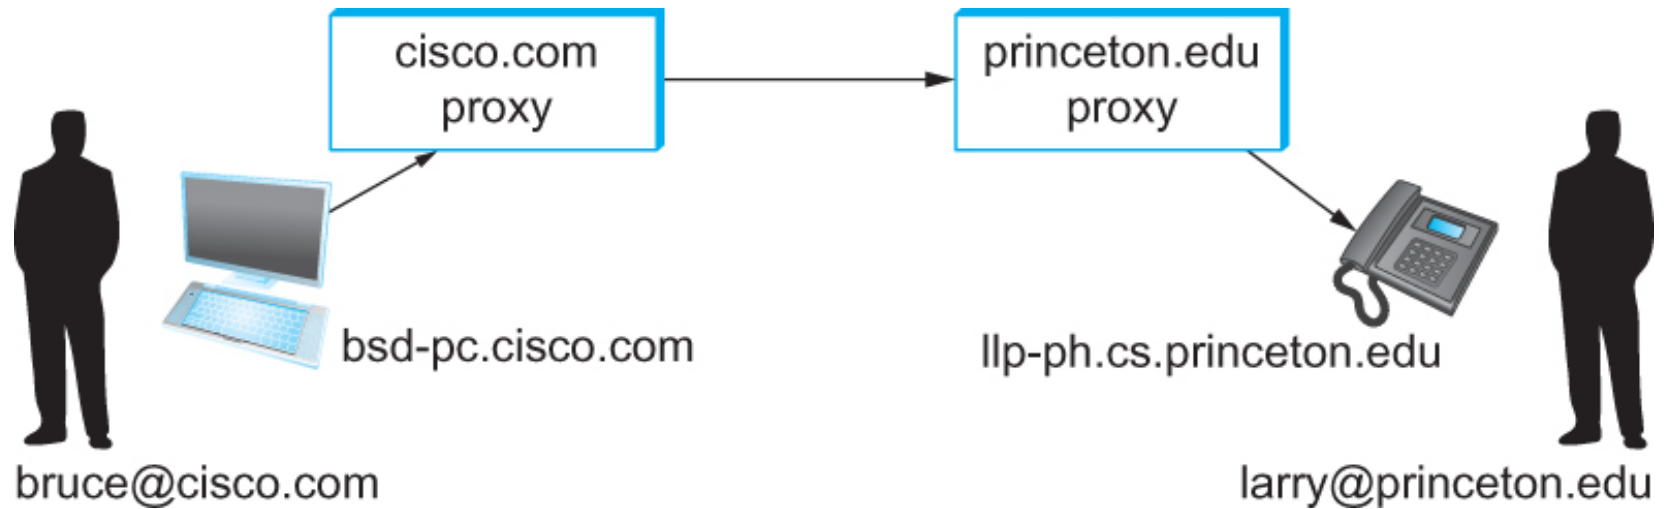 cisco.com
proxy
princeton.edu
proxy
bsd-pc.cisco.com
llp-ph.cs.princeton.edu
bruce@cisco.com
larry@princeton.edu